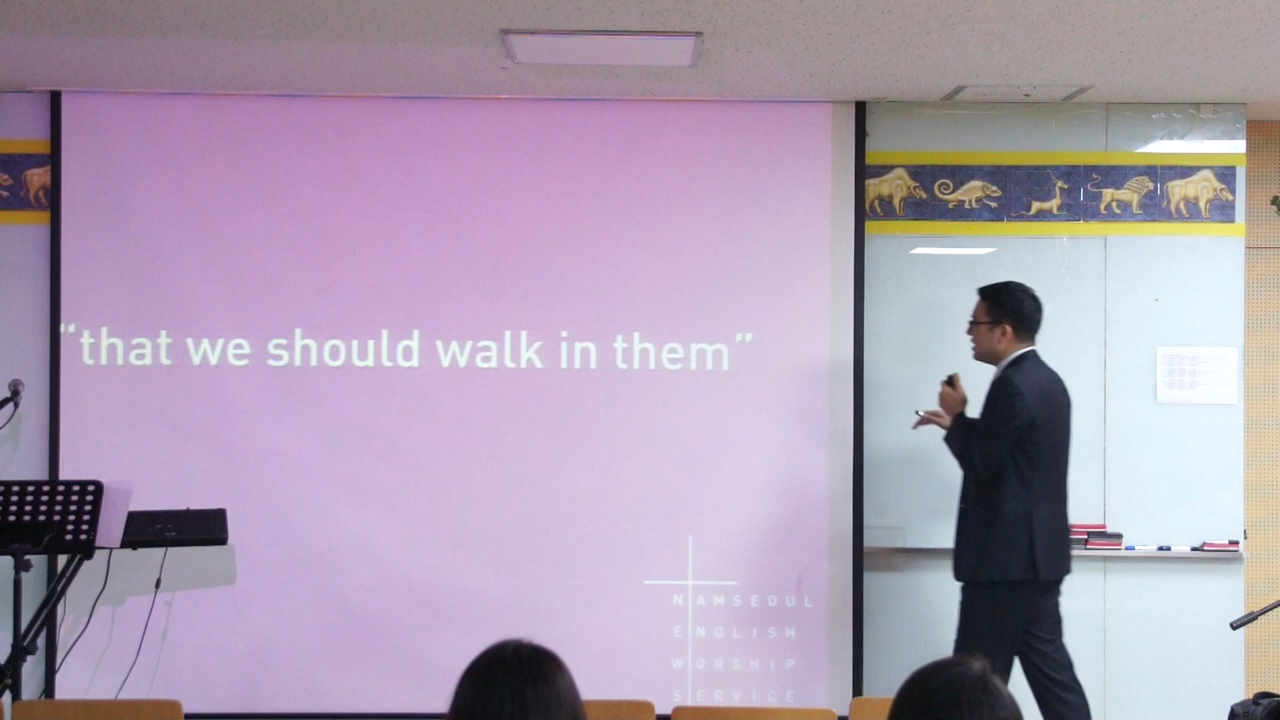 “that we should walk in them”
NAMSEOUL
ENGLISH
WORSHIP
SERVICE